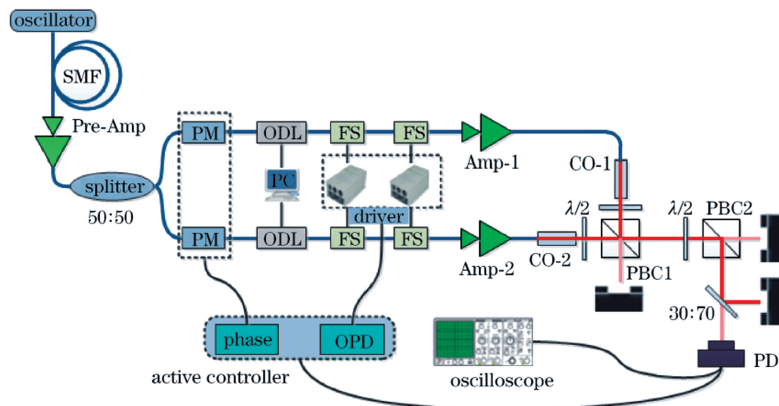 oscillator
SMF
Pre-Amp
splitter
50:50
PM
ODL
FS
FS
Amp-1
CO-1
PC
driver
λ/2
λ/2
PBC2
PM
ODL
FS
FS
Amp-2
CO-2
PBC1
30:70
phase
OPD
active controller
oscilloscope
PD